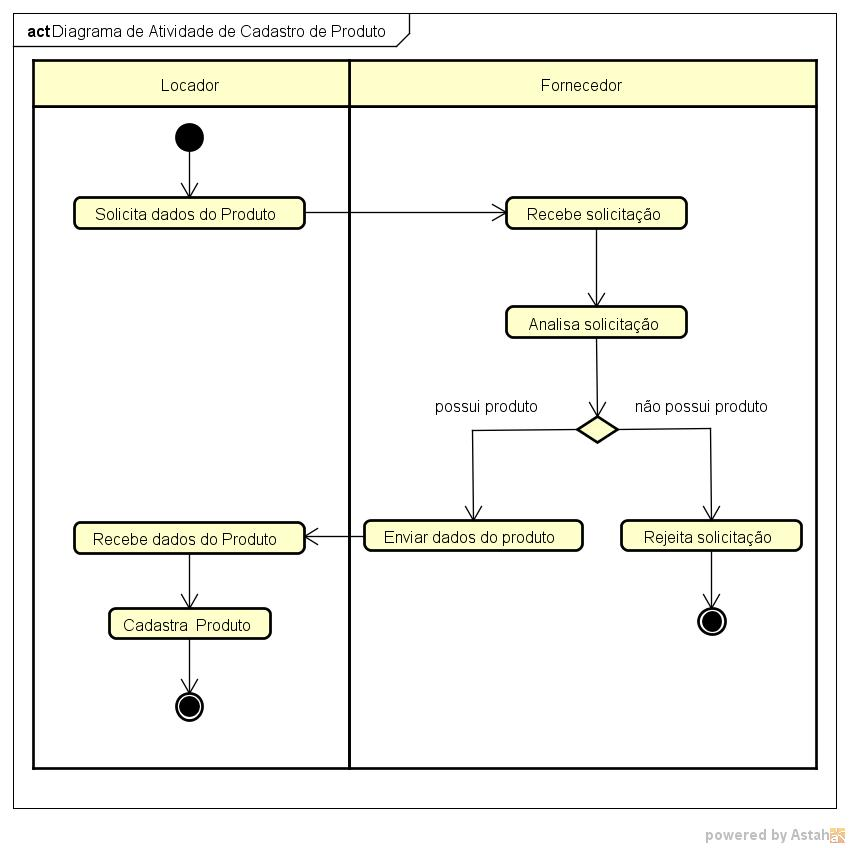 act Diagrama de Atividade de Cadastro de Produto
Locador
Fornecedor
Solicita dados do Produto
Recebe solicitação
Analisa solicitação
possui produto
não possui produto
Recebe dados do Produto
Enviar dados do produto
Rejeita solicitação
Cadastra Produto
powered by Astah